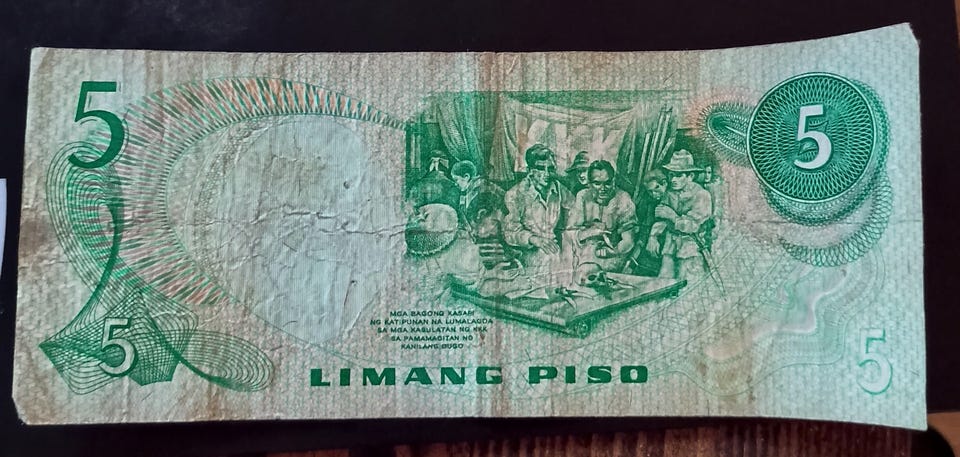 5
5
KKK
MGA BAGONG KASAPI
NG KATIPUNAN NA LUMALAGDA
SA MGA KASULATAN NG KKK
SA PAMAMAGITAN NG
KANILANG DUGO
5
5
LIMANG PISO